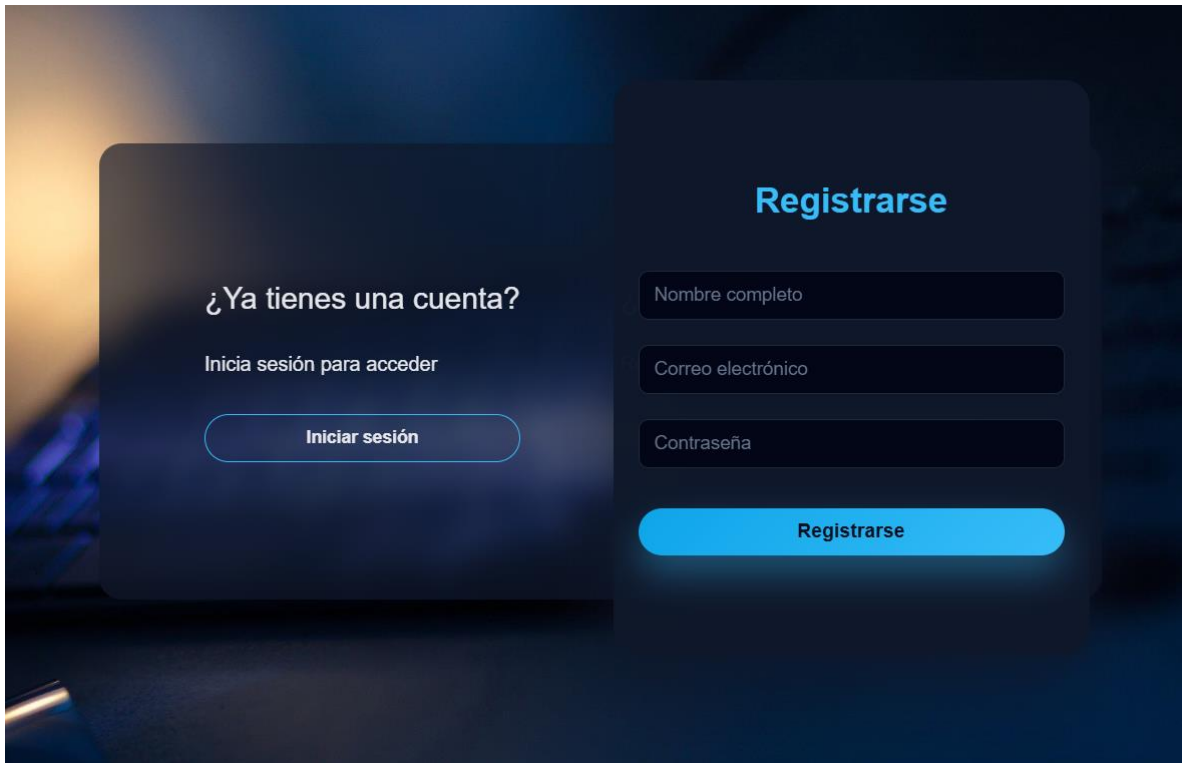 ¿Ya tienes una cuenta?
Inicia sesión para acceder
Iniciar sesión
Registrarse
Nombre completo
Correo electrónico
Contraseña
Registrarse